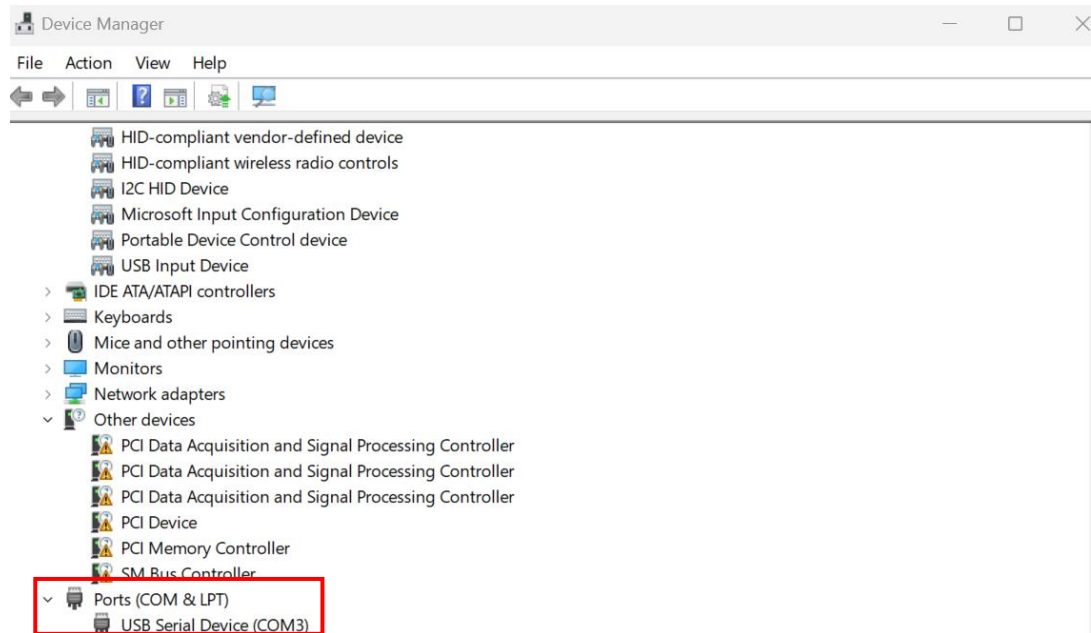 Device Manager
File Action View Help
HID-compliant vendor-defined device
HID-compliant wireless radio controls
I2C HID Device
Microsoft Input Configuration Device
Portable Device Control device
USB Input Device
IDE ATA/ATAPI controllers
Keyboards
Mice and other pointing devices
Monitors
Network adapters
Other devices
PCI Data Acquisition and Signal Processing Controller
PCI Data Acquisition and Signal Processing Controller
PCI Data Acquisition and Signal Processing Controller
PCI Device
PCI Memory Controller
SM Bus Controller
Ports (COM & LPT)
USB Serial Device (COM3)